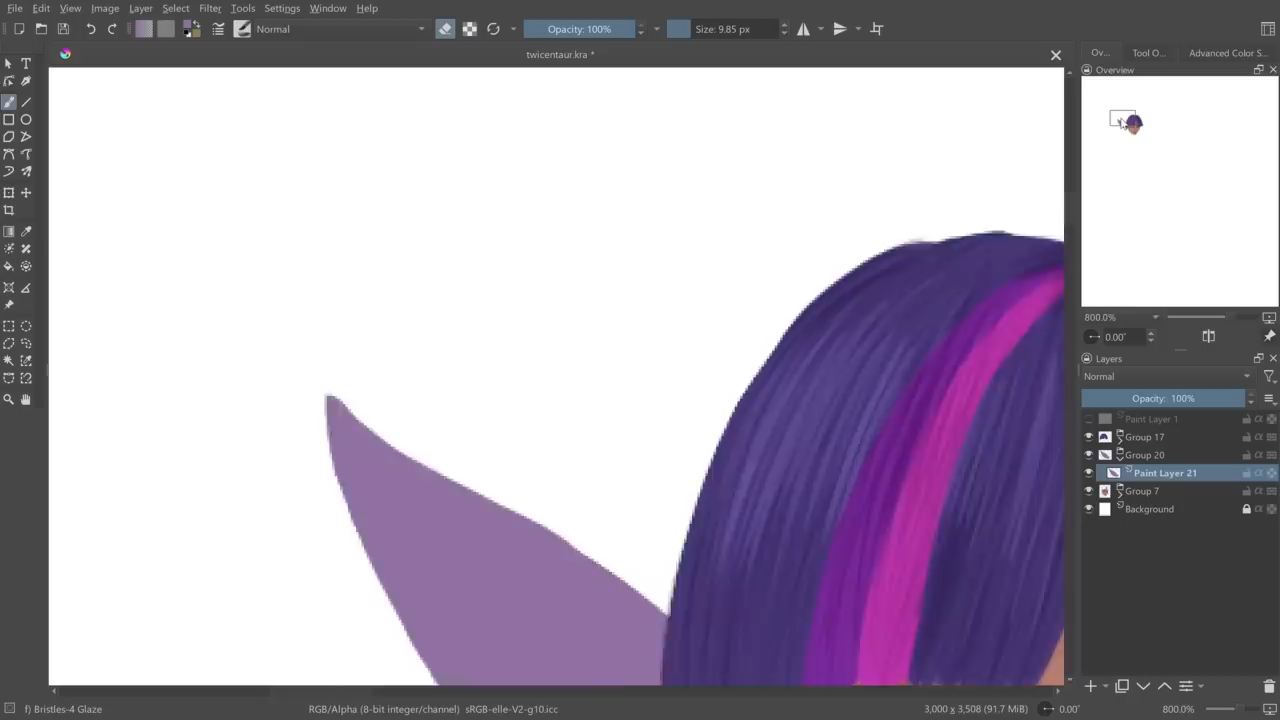 File Edit View Image Layer Select Filter Tools Settings Window Help
Normal Opacity: 100% Size: 9.85 px
twicentaur.kra *
Ov... Tool O... Advanced Color S...
Overview
800.0%
0.00°
Layers
Normal
Opacity: 100%
Paint Layer 1
Group 17
Group 20
Paint Layer 21
Group 7
Background
f) Bristles-4 Glaze RGB/Alpha (8-bit integer/channel) sRGB-elle-V2-g10.icc 3,000 x 3,508 (91.7 MiB) 0.00° 800.0%